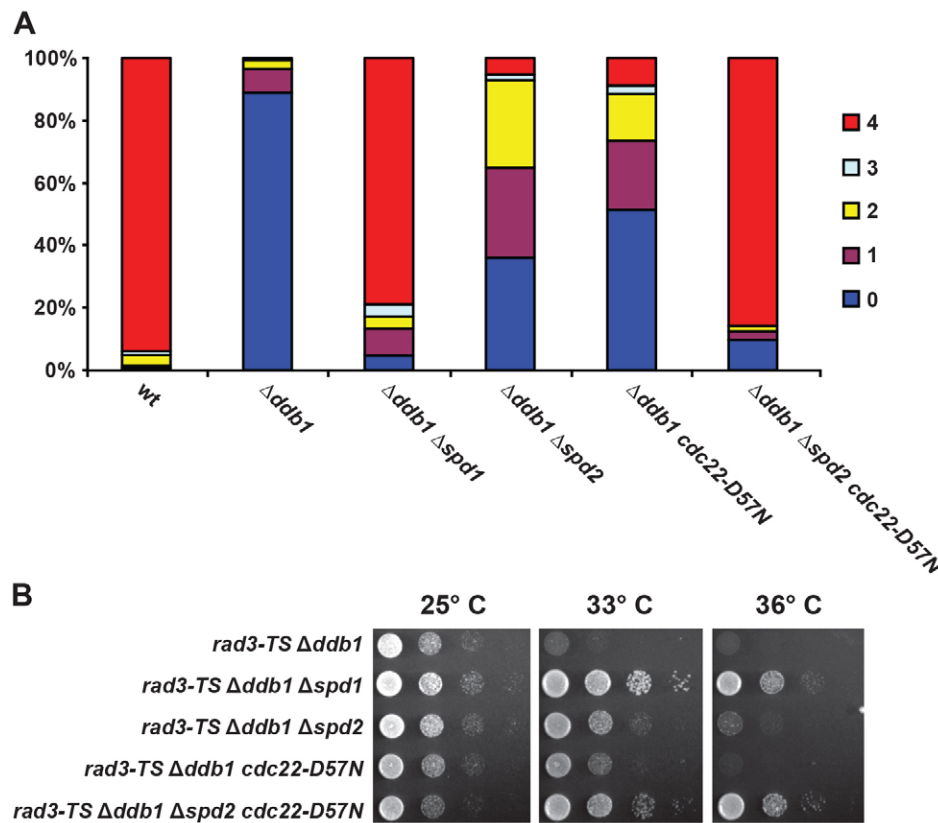 A
100%
80%
60%
40%
20%
0%
4
3
2
1
0
wt
Δddb1
Δddb1 Δspd1
Δddb1 Δspd2
Δddb1 cdc22-D57N
Δddb1 Δspd2 cdc22-D57N
B
25° C 33° C 36° C
rad3-TS Δddb1
rad3-TS Δddb1 Δspd1
rad3-TS Δddb1 Δspd2
rad3-TS Δddb1 cdc22-D57N
rad3-TS Δddb1 Δspd2 cdc22-D57N